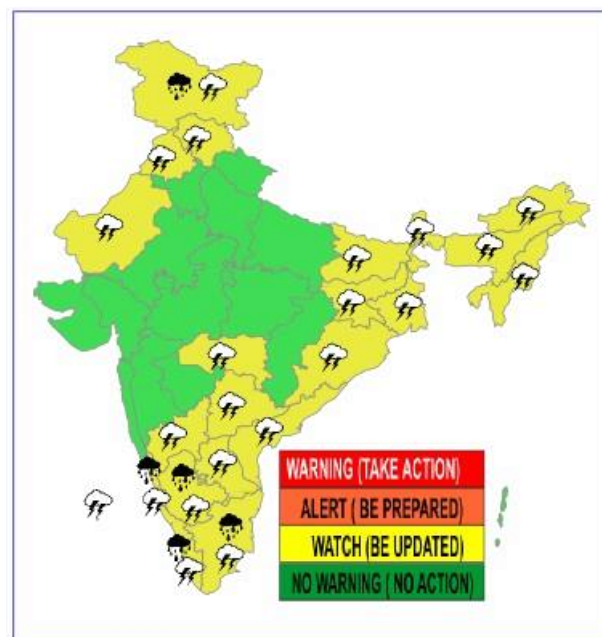 WARNING (TAKE ACTION)
ALERT ( BE PREPARED)
WATCH (BE UPDATED)
NO WARNING ( NO ACTION)